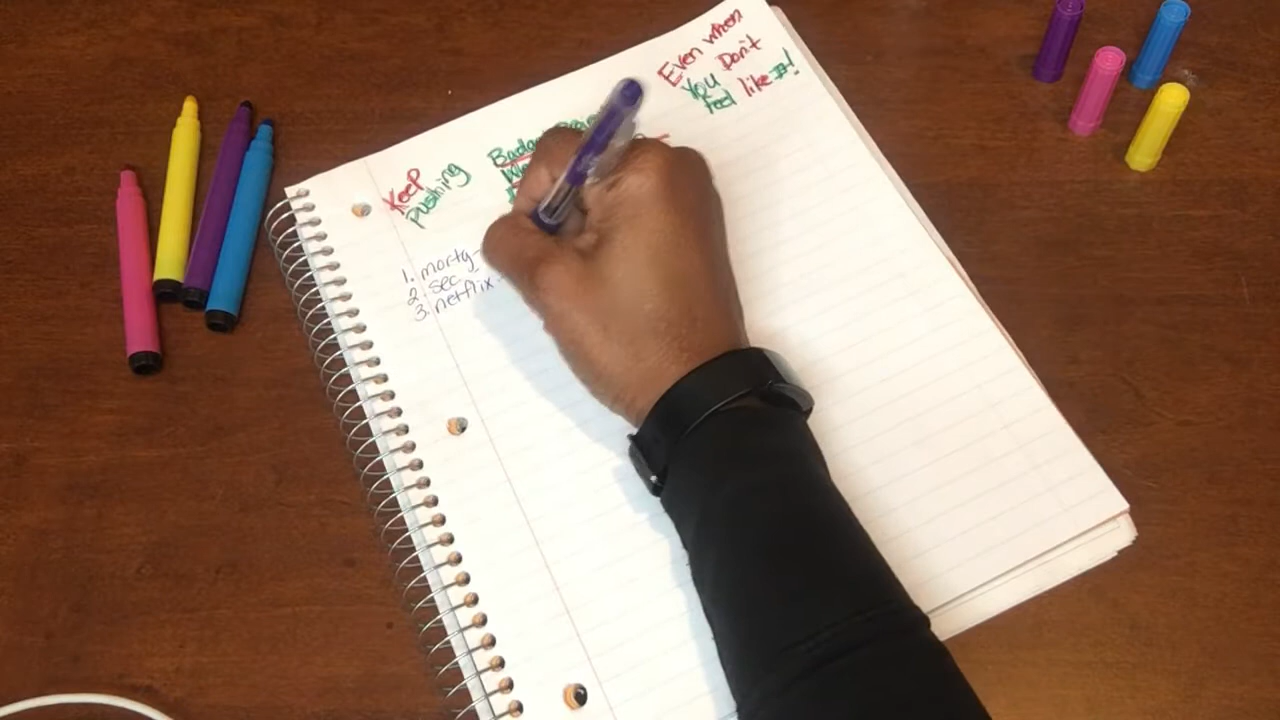 Keep
pushing
Even when
You Don't
feel like it!
1. mortg-
2. sec
3. netflix -